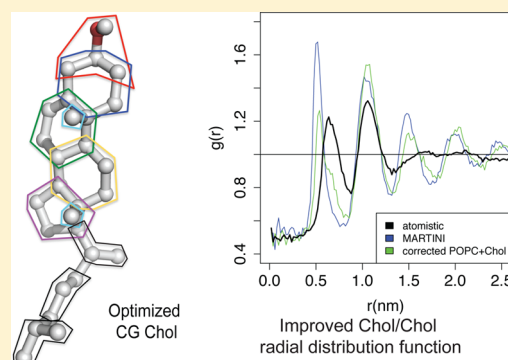 Optimized
CG Chol
g(r)
1.6
1.2
0.8
0.4
atomistic
MARTINI
corrected POPC+Chol
0.0 0.5 1.0 1.5 2.0 2.5
r(nm)
Improved Chol/Chol
radial distribution function